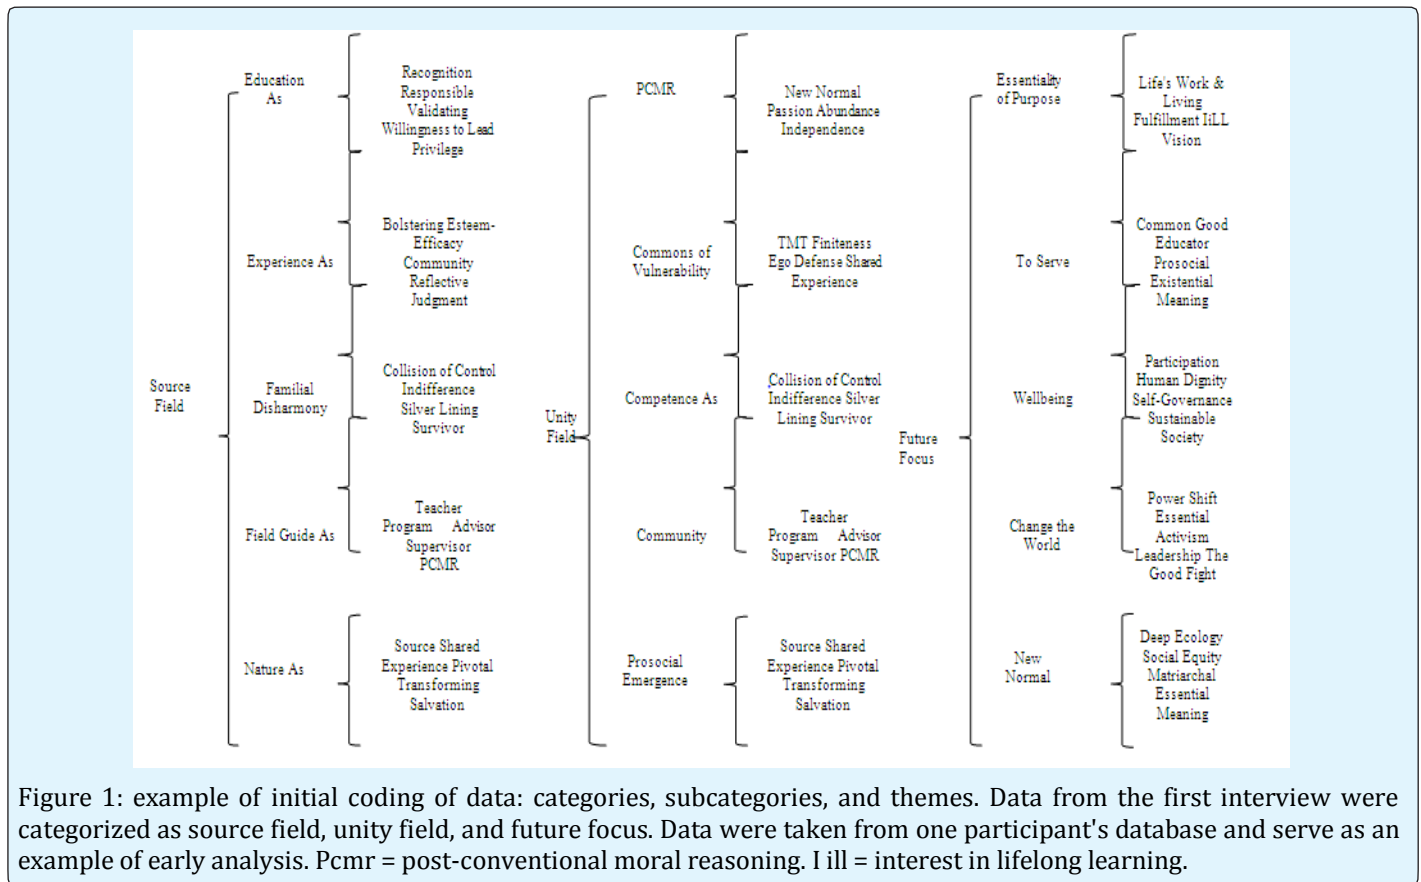 Source
Field
Education
As
Recognition
Responsible
Validating
Willingness to Lead
Privilege
Experience As
Bolstering Esteem-
Efficacy
Community
Reflective
Judgment
Familial
Disharmony
Collision of Control
Indifference
Silver Lining
Survivor
Field Guide As
Teacher
Program Advisor
Supervisor
PCMR
Nature As
Source Shared
Experience Pivotal
Transforming
Salvation
Unity
Field
PCMR
New Normal
Passion Abundance
Independence
Commons of
Vulnerability
TMT Finiteness
Ego Defense Shared
Experience
Competence As
Collision of Control
Indifference Silver
Lining Survivor
Community
Teacher
Program Advisor
Supervisor PCMR
Prosocial
Emergence
Source Shared
Experience Pivotal
Transforming
Salvation
Future
Focus
Essentiality
of Purpose
Life's Work &
Living
Fulfillment IiLL
Vision
To Serve
Common Good
Educator
Prosocial
Existential
Meaning
Wellbeing
Participation
Human Dignity
Self-Governance
Sustainable
Society
Change the
World
Power Shift
Essential
Activism
Leadership The
Good Fight
New
Normal
Deep Ecology
Social Equity
Matriarchal
Essential
Meaning
Figure 1: example of initial coding of data: categories, subcategories, and themes. Data from the first interview were
categorized as source field, unity field, and future focus. Data were taken from one participant's database and serve as an
example of early analysis. Pcmr = post-conventional moral reasoning. I ill = interest in lifelong learning.